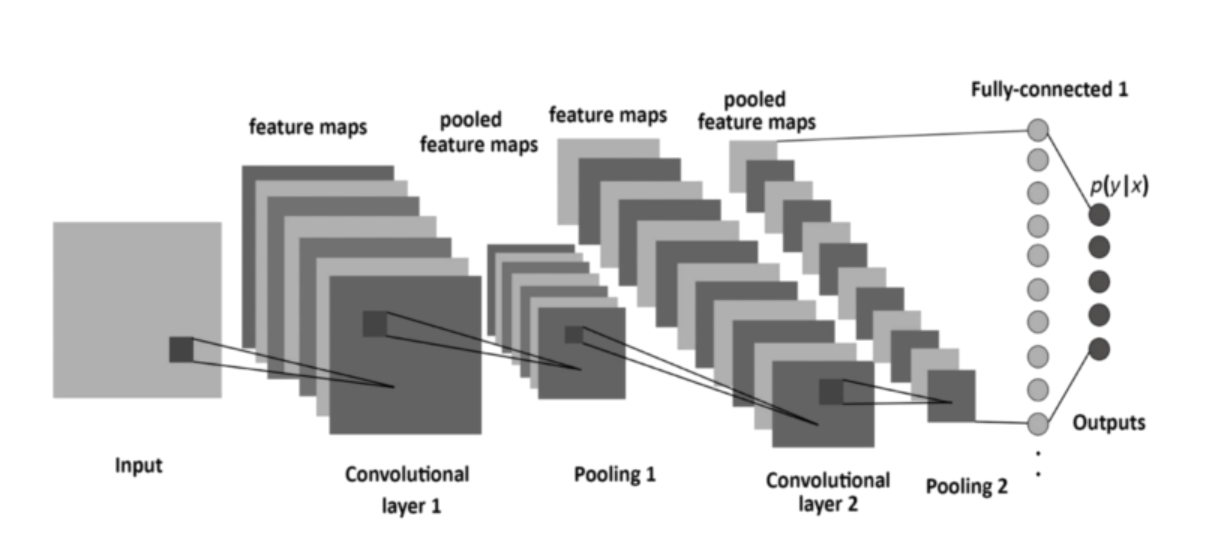 Fully-connected 1
pooled
feature maps
feature maps
pooled
feature maps
feature maps
p(y|x)
Outputs
Input
Convolutional
layer 1
Pooling 1
Convolutional
layer 2
Pooling 2